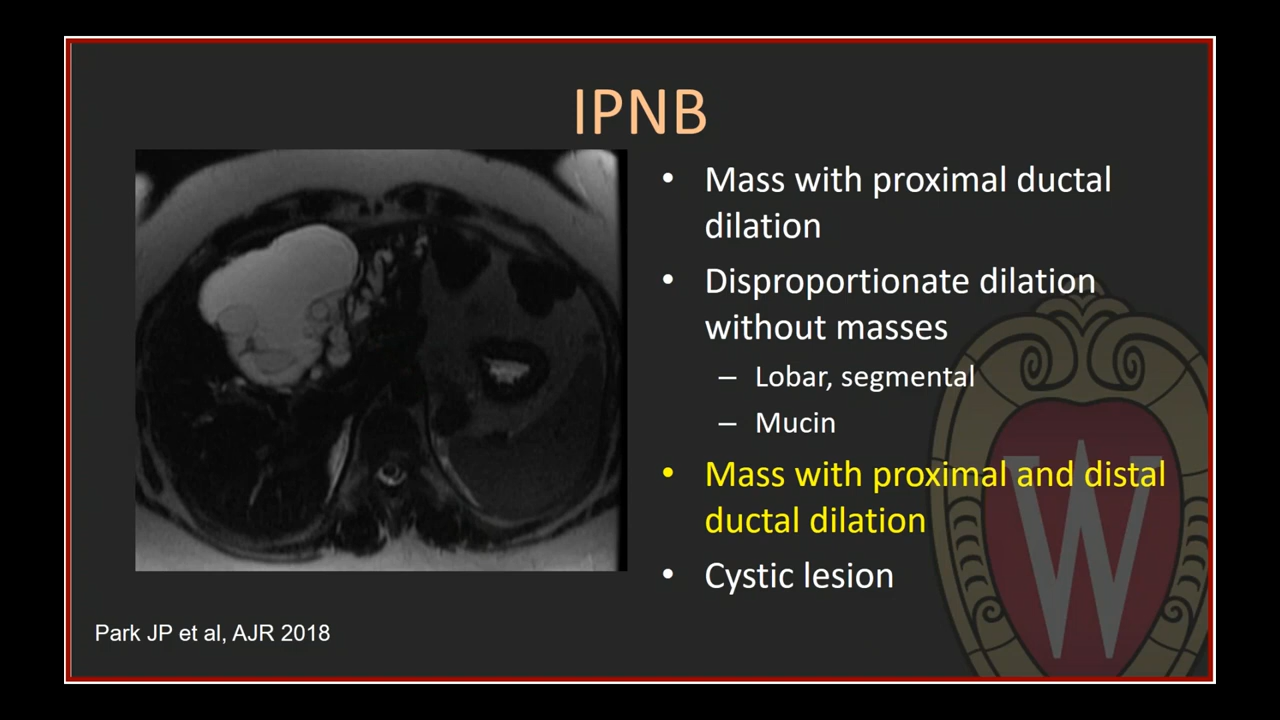 IPNB
• Mass with proximal ductal
dilation
• Disproportionate dilation
without masses
– Lobar, segmental
– Mucin
• Mass with proximal and distal
ductal dilation
• Cystic lesion
Park JP et al, AJR 2018
W